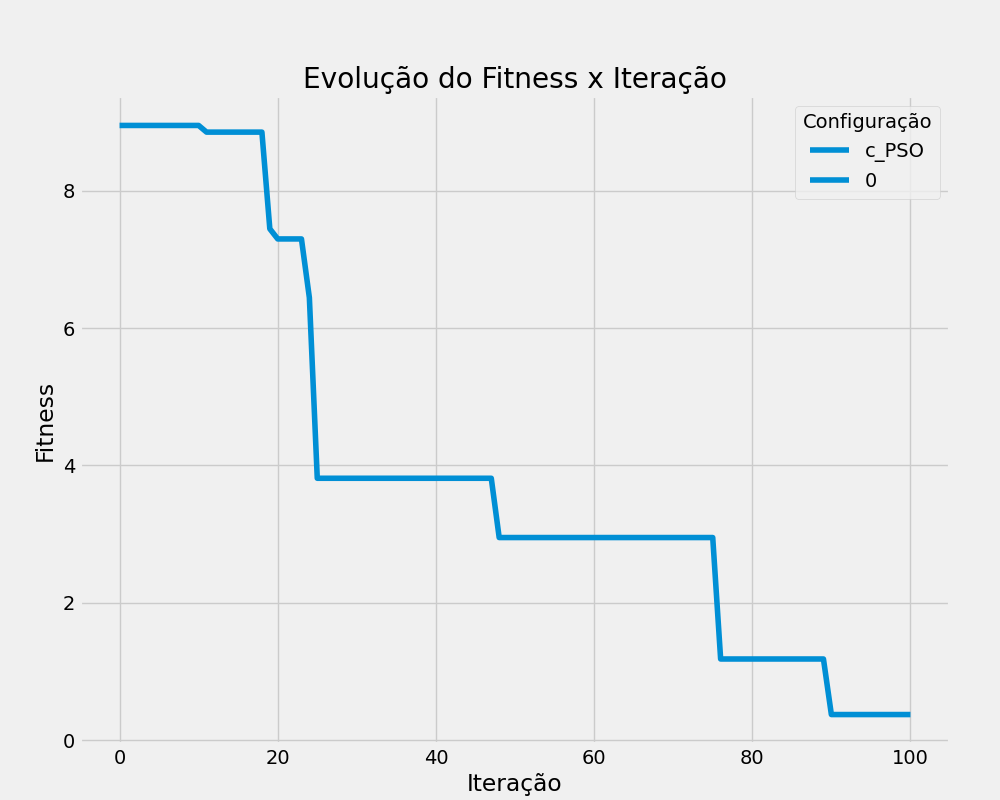 Evolução do Fitness x Iteração
Configuração
c_PSO
0
8
6
4
2
0
Fitness
0 20 40 60 80 100
Iteração